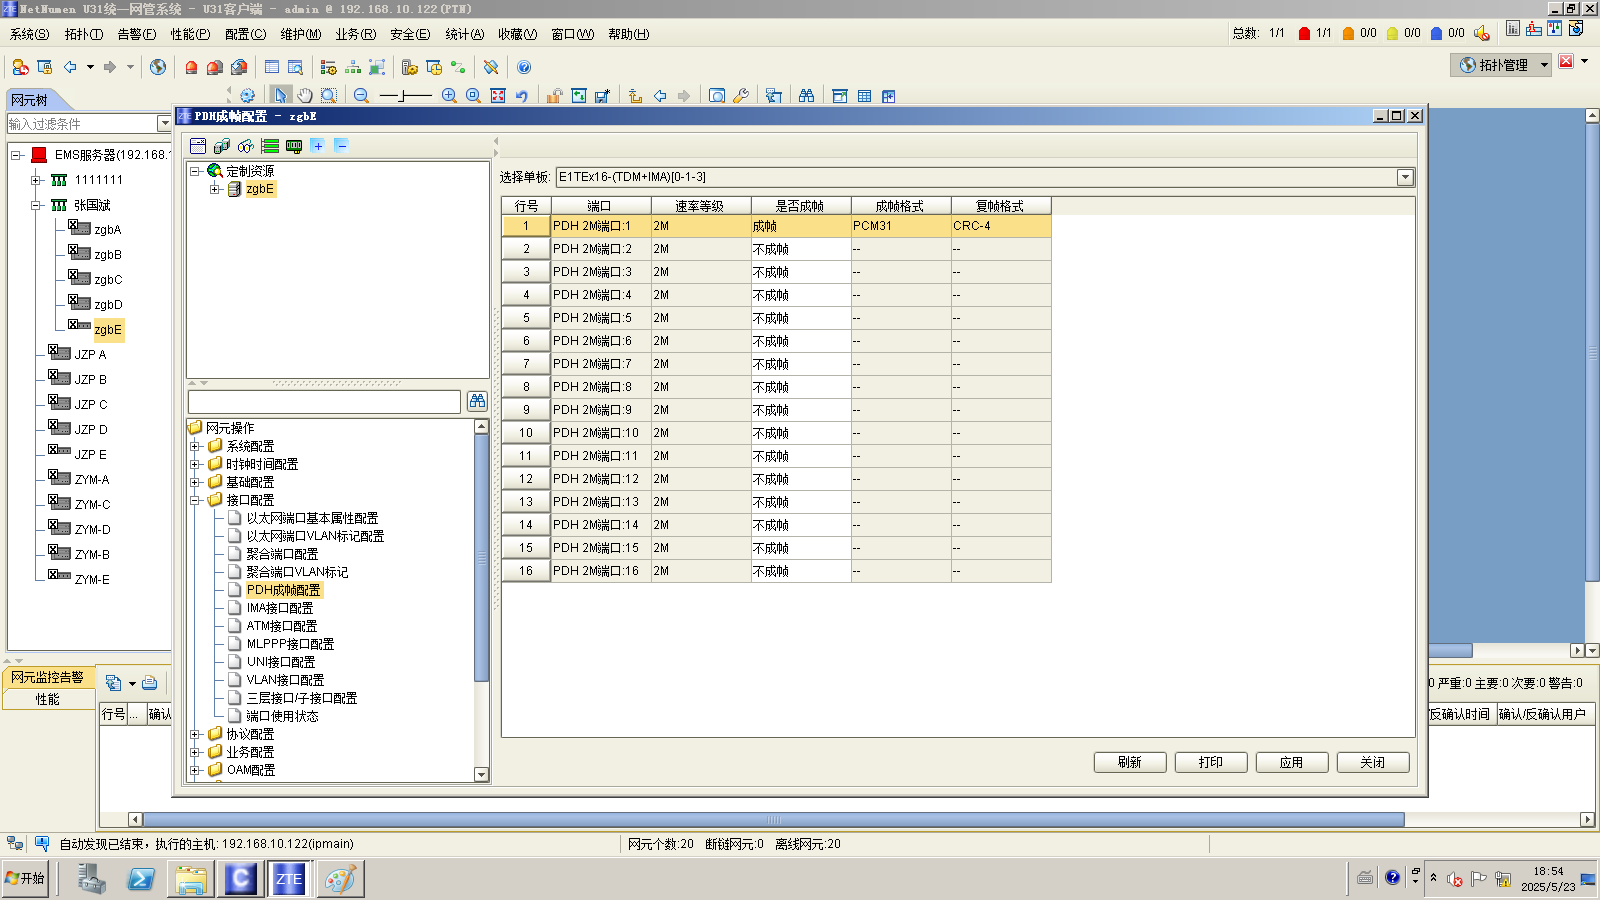 NetNumen U31统一网管系统 - U31客户端 - admin @ 192.168.10.122(PTN)
系统(S) 拓扑(T) 告警(F) 性能(P) 配置(C) 维护(M) 业务(R) 安全(E) 统计(A) 收藏(V) 窗口(W) 帮助(H)
总数: 1/1 1/1 0/0 0/0 0/0
拓扑管理
网元树
输入过滤条件
EMS服务器(192.168.1
1111111
张国斌
zgbA
zgbB
zgbC
zgbD
zgbE
JZP A
JZP B
JZP C
JZP D
JZP E
ZYM-A
ZYM-C
ZYM-D
ZYM-B
ZYM-E
PDH成帧配置 - zgbE
定制资源
zgbE
网元操作
系统配置
时钟时间配置
基础配置
接口配置
以太网端口基本属性配置
以太网端口VLAN标记配置
聚合端口配置
聚合端口VLAN标记
PDH成帧配置
IMA接口配置
ATM接口配置
MLPPP接口配置
UNI接口配置
VLAN接口配置
三层接口/子接口配置
端口使用状态
协议配置
业务配置
OAM配置
选择单板: E1TEx16-(TDM+IMA)[0-1-3]
行号 端口 速率等级 是否成帧 成帧格式 复帧格式
1 PDH 2M端口:1 2M 成帧 PCM31 CRC-4
2 PDH 2M端口:2 2M 不成帧 -- --
3 PDH 2M端口:3 2M 不成帧 -- --
4 PDH 2M端口:4 2M 不成帧 -- --
5 PDH 2M端口:5 2M 不成帧 -- --
6 PDH 2M端口:6 2M 不成帧 -- --
7 PDH 2M端口:7 2M 不成帧 -- --
8 PDH 2M端口:8 2M 不成帧 -- --
9 PDH 2M端口:9 2M 不成帧 -- --
10 PDH 2M端口:10 2M 不成帧 -- --
11 PDH 2M端口:11 2M 不成帧 -- --
12 PDH 2M端口:12 2M 不成帧 -- --
13 PDH 2M端口:13 2M 不成帧 -- --
14 PDH 2M端口:14 2M 不成帧 -- --
15 PDH 2M端口:15 2M 不成帧 -- --
16 PDH 2M端口:16 2M 不成帧 -- --
刷新 打印 应用 关闭
网元监控告警
性能
行号 ... 确认
0 严重:0 主要:0 次要:0 警告:0
/反确认时间 确认/反确认用户
自动发现已结束，执行的主机: 192.168.10.122(ipmain)
网元个数:20 断链网元:0 离线网元:20
开始
ZTE
18:54
2025/5/23